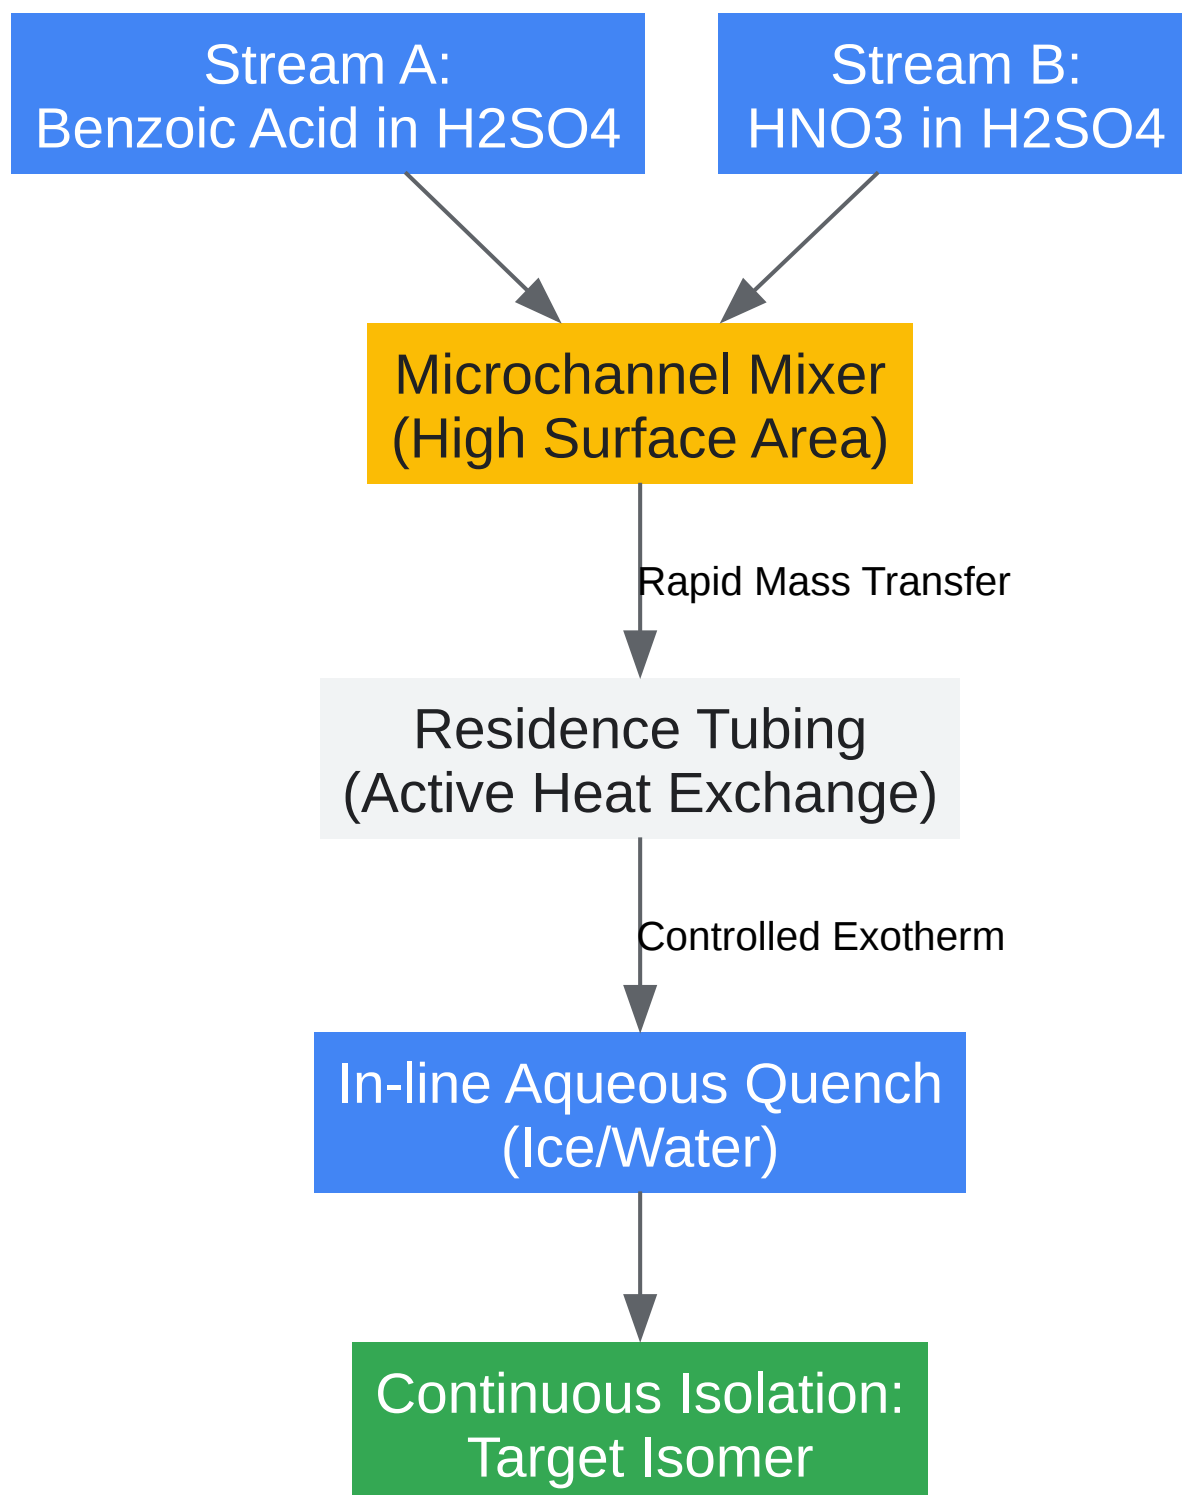 Stream A:
Benzoic Acid in H2SO4
Stream B:
HNO3 in H2SO4
Microchannel Mixer
(High Surface Area)
Rapid Mass Transfer
Residence Tubing
(Active Heat Exchange)
Controlled Exotherm
In-line Aqueous Quench
(Ice/Water)
Continuous Isolation:
Target Isomer